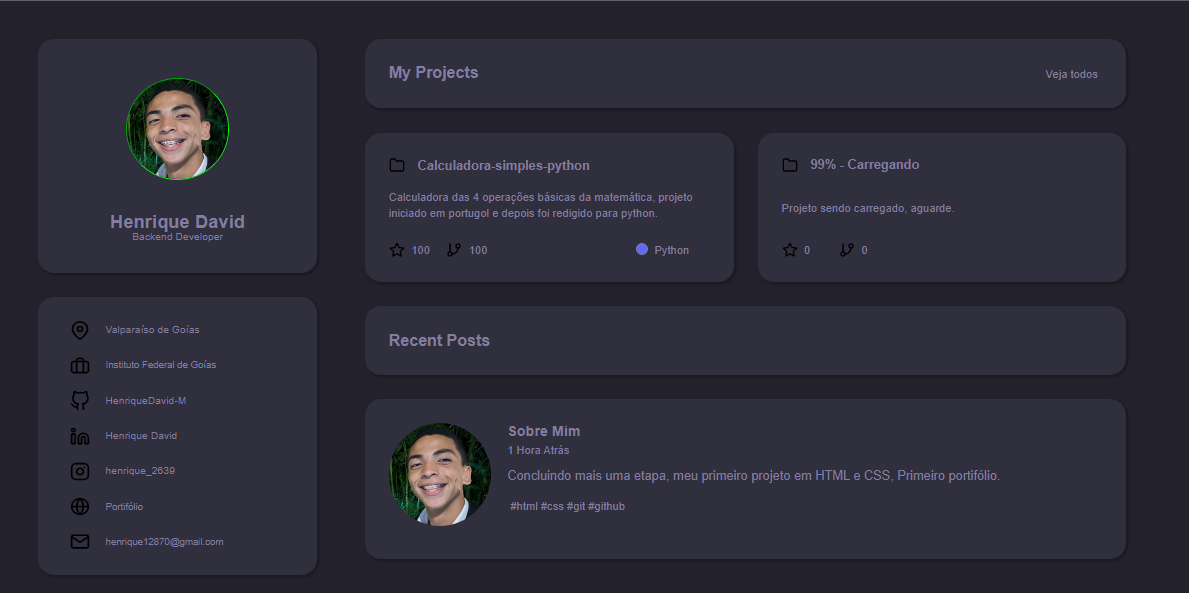 Henrique David
Backend Developer
Valparaíso de Goías
Instituto Federal de Goías
HenriqueDavid-M
Henrique David
henrique_2639
Portifólio
henrique12870@gmail.com
My Projects
Veja todos
Calculadora-simples-python
Calculadora das 4 operações básicas da matemática, projeto
iniciado em portugol e depois foi redigido para python.
100 100 Python
99% - Carregando
Projeto sendo carregado, aguarde.
0 0
Recent Posts
Sobre Mim
1 Hora Atrás
Concluindo mais uma etapa, meu primeiro projeto em HTML e CSS, Primeiro portifólio.
#html #css #git #github